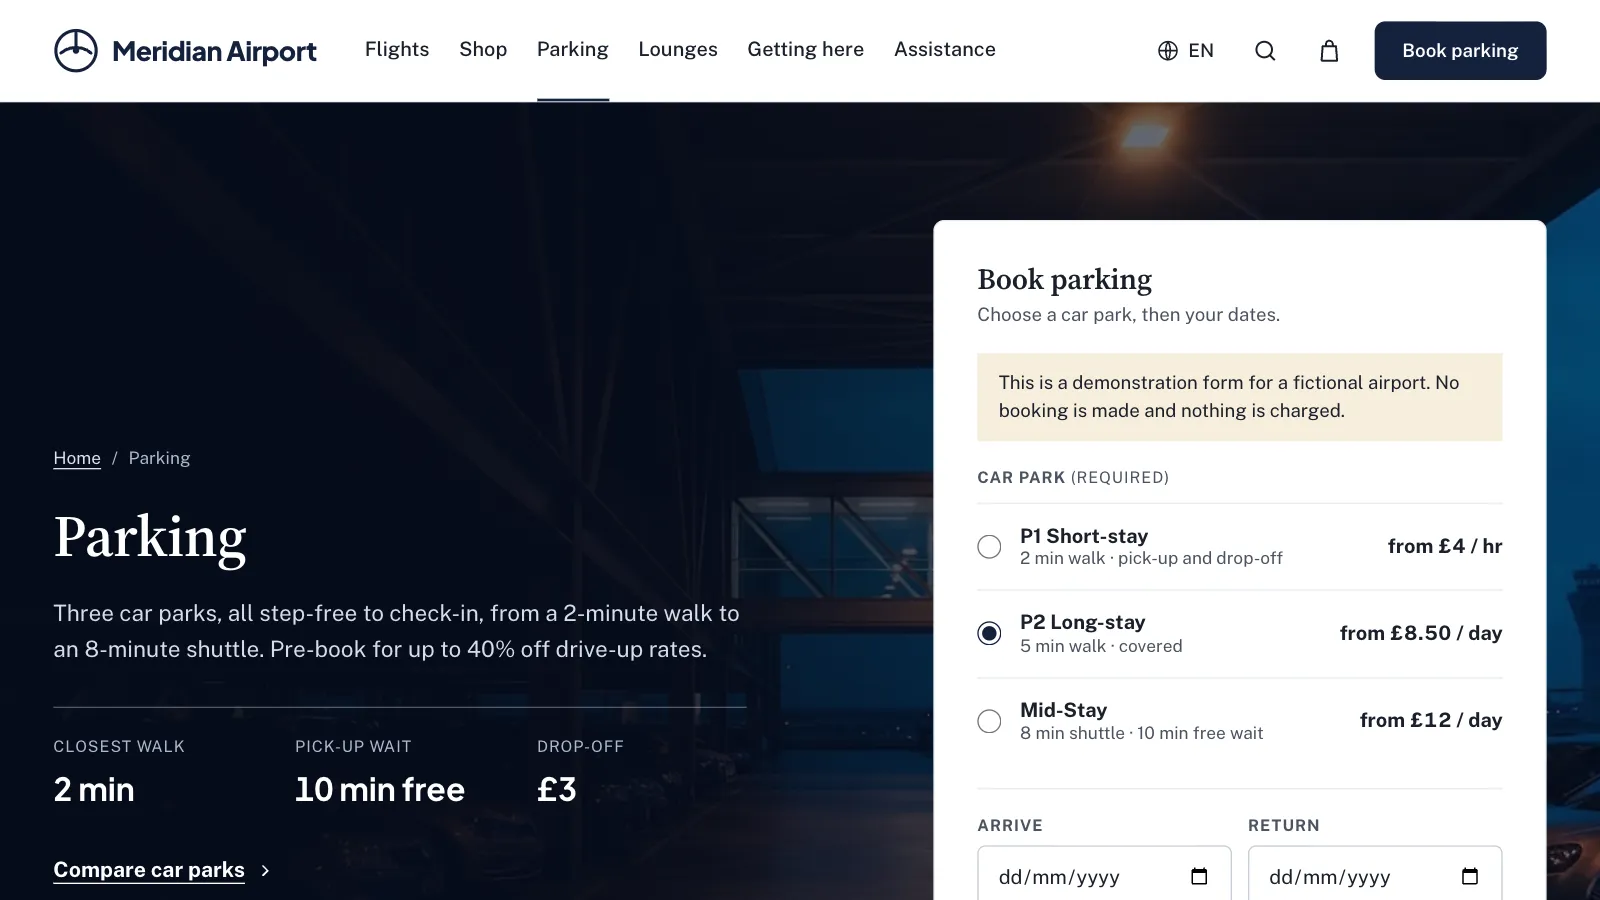 Meridian Airport
Flights
Shop
Parking
Lounges
Getting here
Assistance
EN
Book parking
Home / Parking
Parking
Three car parks, all step-free to check-in, from a 2-minute walk to
an 8-minute shuttle. Pre-book for up to 40% off drive-up rates.
CLOSEST WALK
2 min
PICK-UP WAIT
10 min free
DROP-OFF
£3
Compare car parks
Book parking
Choose a car park, then your dates.
This is a demonstration form for a fictional airport. No
booking is made and nothing is charged.
CAR PARK (REQUIRED)
P1 Short-stay
2 min walk · pick-up and drop-off
from £4 / hr
P2 Long-stay
5 min walk · covered
from £8.50 / day
Mid-Stay
8 min shuttle · 10 min free wait
from £12 / day
ARRIVE
dd/mm/yyyy
RETURN
dd/mm/yyyy